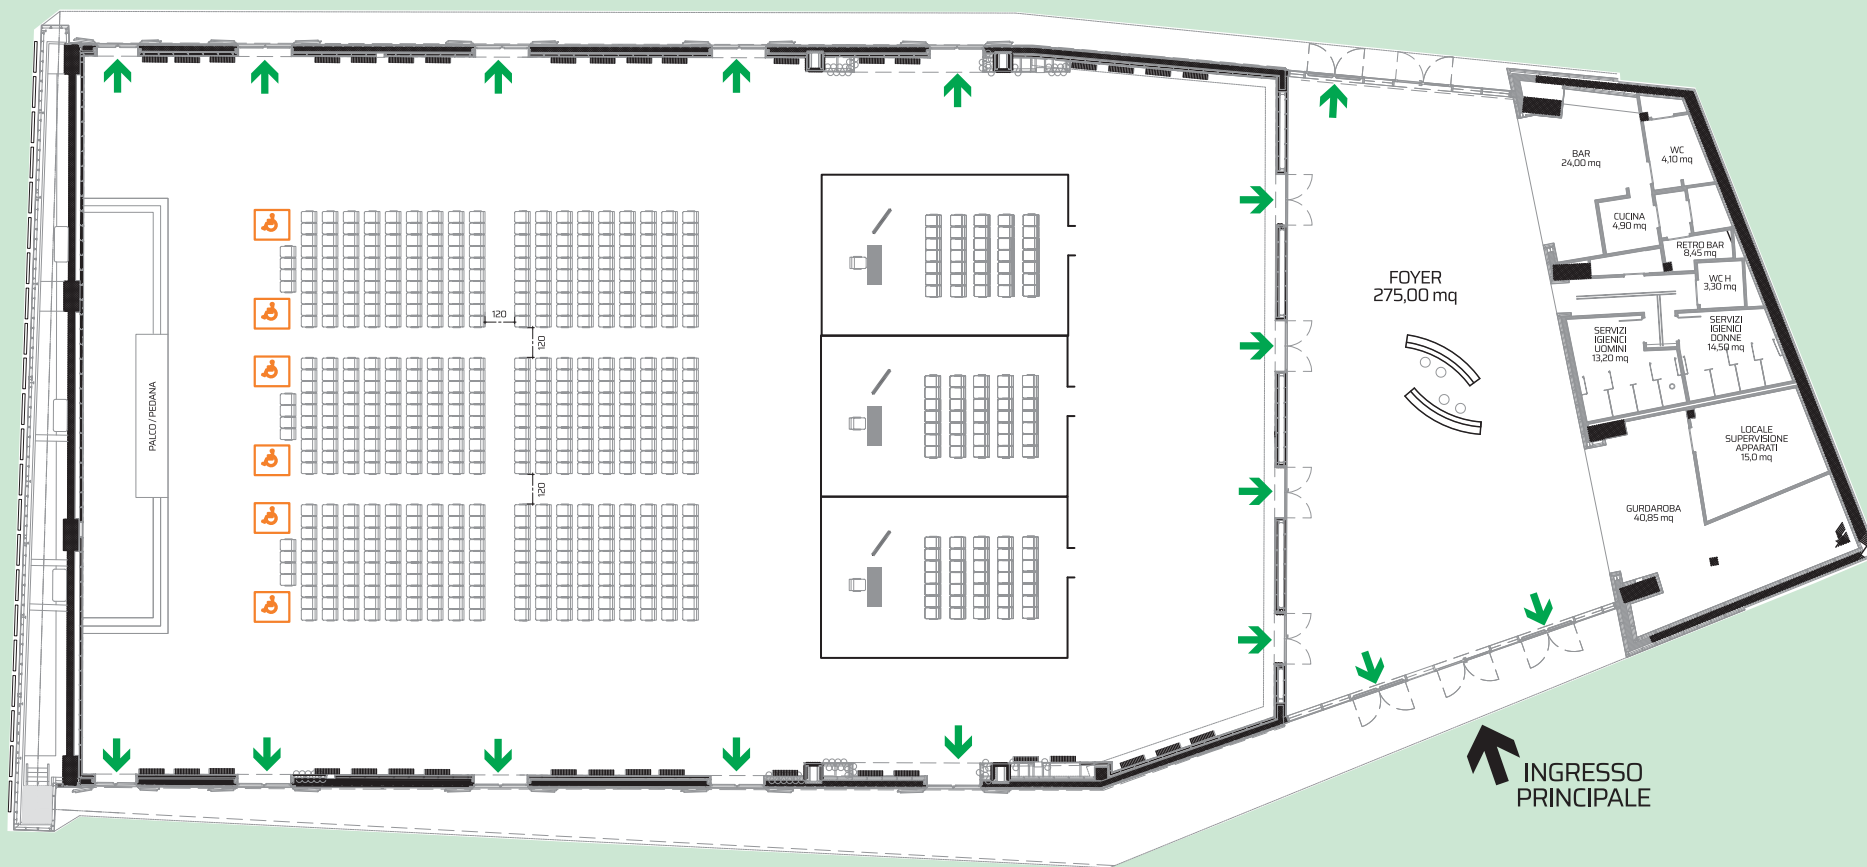 BAR
24,00 mq
WC
4,10 mq
CUCINA
4,90 mq
RETRO BAR
8,45 mq
WC H
3,30 mq
FOYER
275,00 mq
SERVIZI
IGIENICI
UOMINI
13,20 mq
SERVIZI
IGIENICI
DONNE
14,50 mq
120
120
120
PALCO / PEDANA
LOCALE
SUPERVISIONE
APPARATI
15,0 mq
GURDAROBA
40,85 mq
INGRESSO
PRINCIPALE